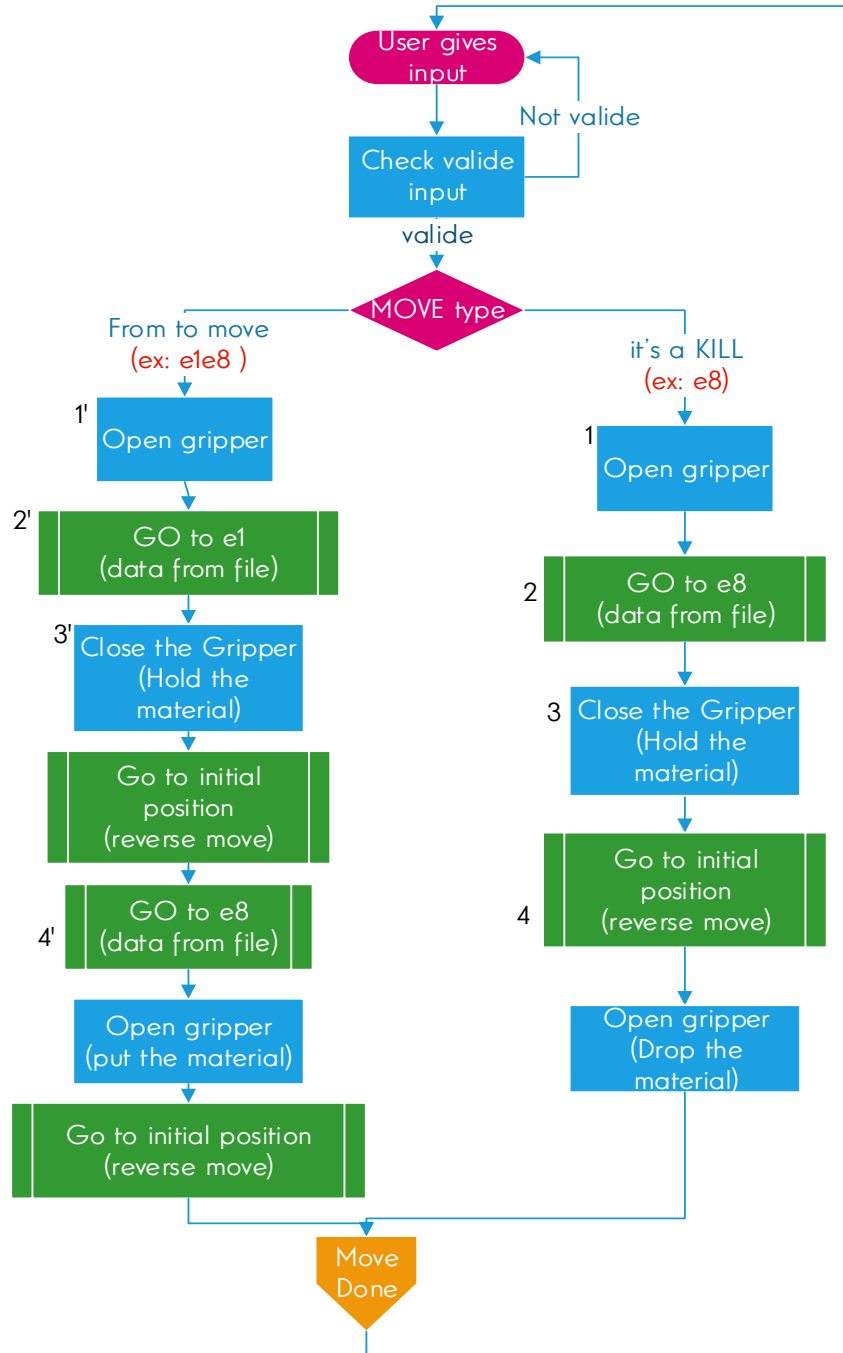 User gives
input
Not valide
Check valide
input
valide
MOVE type
From to move
(ex: e1e8 )
it's a KILL
(ex: e8)
1'
Open gripper
2'
GO to e1
(data from file)
3'
Close the Gripper
(Hold the
material)
Go to initial
position
(reverse move)
4'
GO to e8
(data from file)
Open gripper
(put the material)
Go to initial position
(reverse move)
1
Open gripper
2
GO to e8
(data from file)
3
Close the Gripper
(Hold the
material)
4
Go to initial
position
(reverse move)
Open gripper
(Drop the
material)
Move
Done